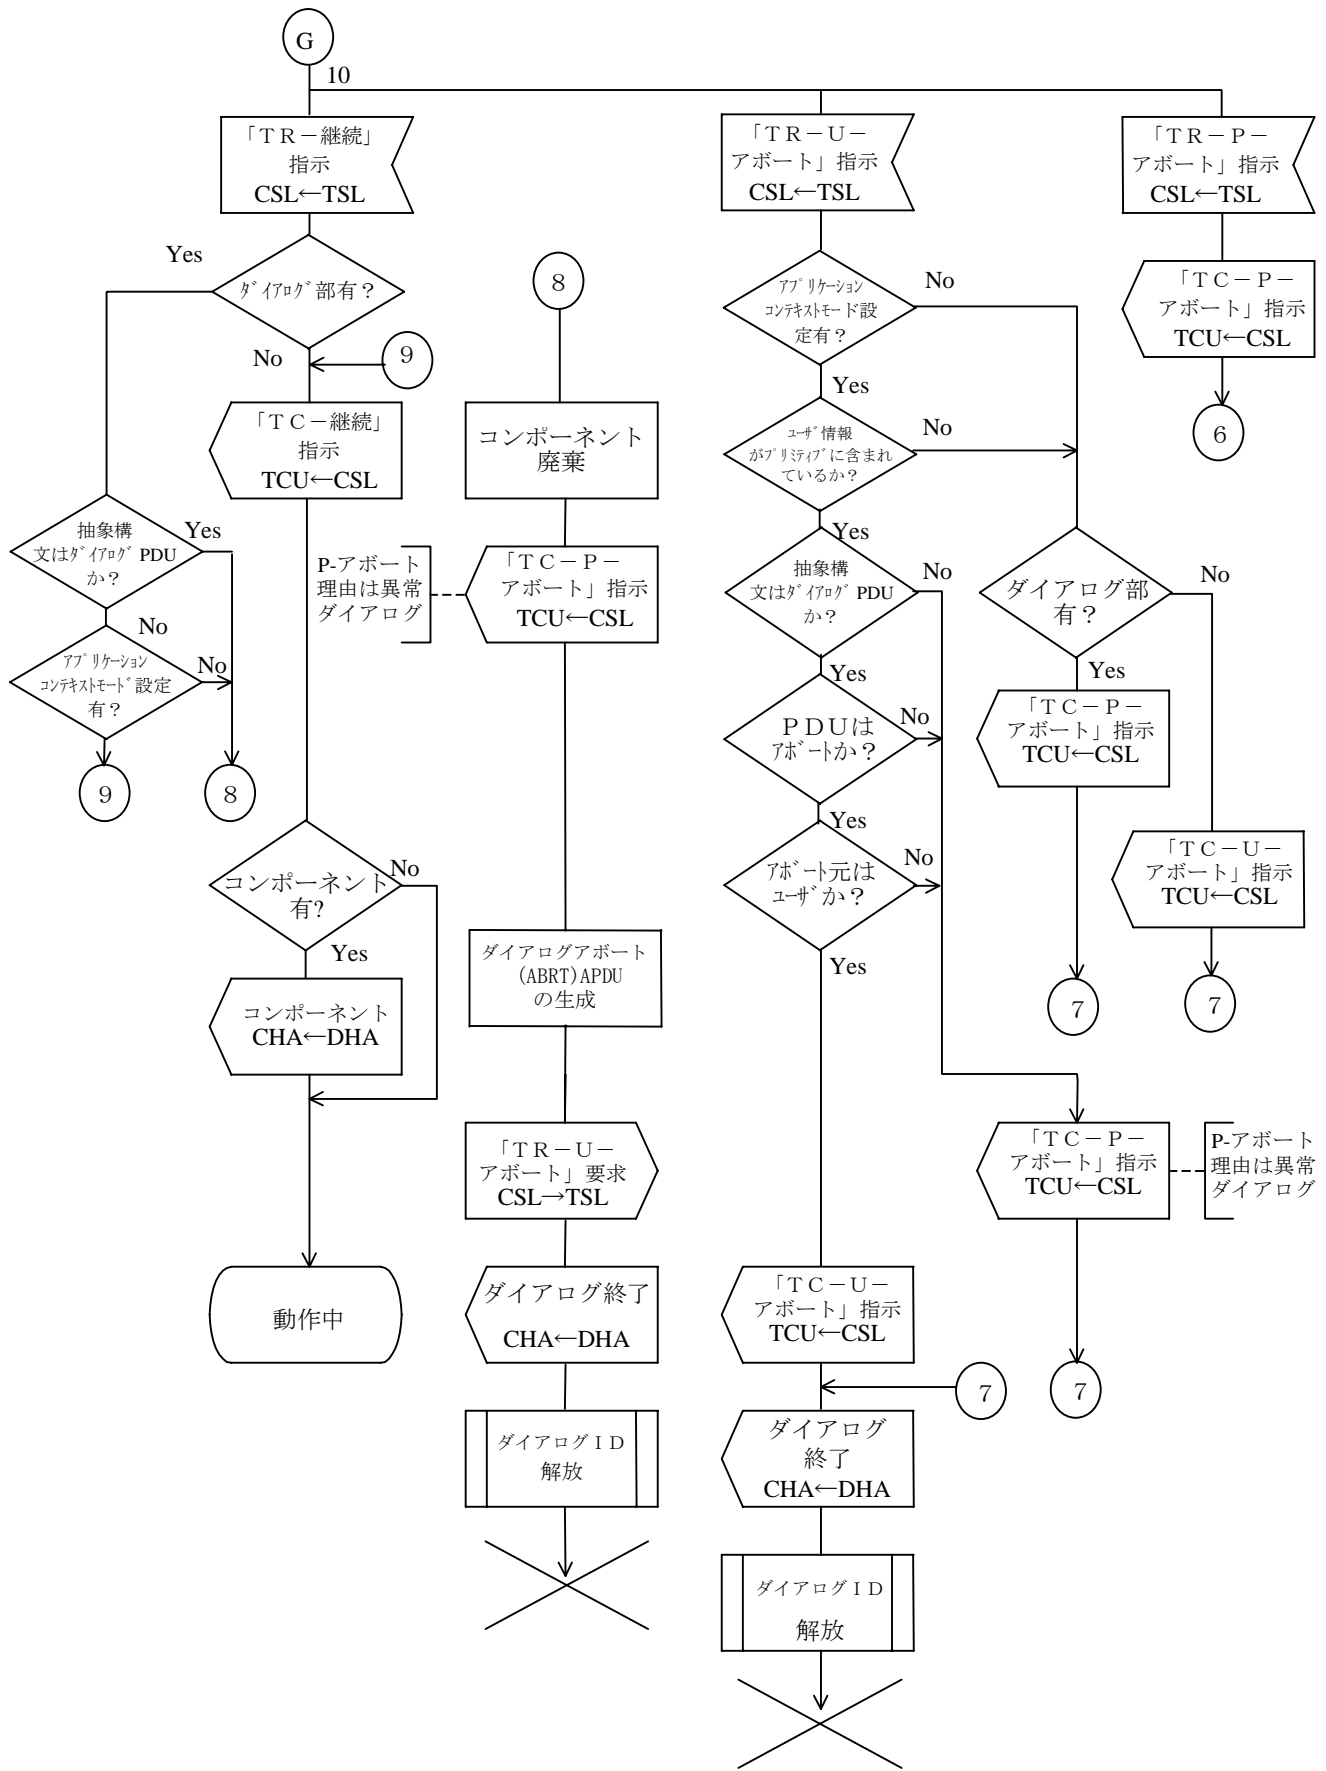 G
10
「ＴＲ－継続」
指示
CSL←TSL
「ＴＲ－Ｕ－
アボート」指示
CSL←TSL
「ＴＲ－Ｐ－
アボート」指示
CSL←TSL
Yes
ﾀﾞｲｱﾛｸﾞ部有？
No
9
8
ｱﾌﾟﾘｹｰｼｮﾝ
ｺﾝﾃｷｽﾄモード設
定有？
No
Yes
「ＴＣ－Ｐ－
アボート」指示
TCU←CSL
6
「ＴＣ－継続」
指示
TCU←CSL
コンポーネント
廃棄
ﾕｰｻﾞ情報
がﾌﾟﾘﾐﾃｨﾌﾞに含まれ
ているか？
No
Yes
抽象構
文はﾀﾞｲｱﾛｸﾞPDU
か？
Yes
No
P-アボート
理由は異常
ダイアログ
「ＴＣ－Ｐ－
アボート」指示
TCU←CSL
抽象構
文はﾀﾞｲｱﾛｸﾞPDU
か？
No
Yes
ダイアログ部
有？
No
Yes
ｱﾌﾟﾘｹｰｼｮﾝ
ｺﾝﾃｷｽﾄﾓｰﾄﾞ設定
有？
No
9
8
ＰＤＵは
ｱﾎﾞｰﾄか？
No
Yes
「ＴＣ－Ｐ－
アボート」指示
TCU←CSL
コンポーネント
有?
No
Yes
ｱﾎﾞｰﾄ元は
ﾕｰｻﾞか？
No
Yes
「ＴＣ－Ｕ－
アボート」指示
TCU←CSL
コンポーネント
CHA←DHA
ダイアログアボート
(ABRT)APDU
の生成
7
7
「ＴＲ－Ｕ－
アボート」要求
CSL→TSL
「ＴＣ－Ｐ－
アボート」指示
TCU←CSL
P-アボート
理由は異常
ダイアログ
動作中
ダイアログ終了
CHA←DHA
「ＴＣ－Ｕ－
アボート」指示
TCU←CSL
7
7
ダイアログＩＤ
解放
ダイアログ
終了
CHA←DHA
ダイアログＩＤ
解放